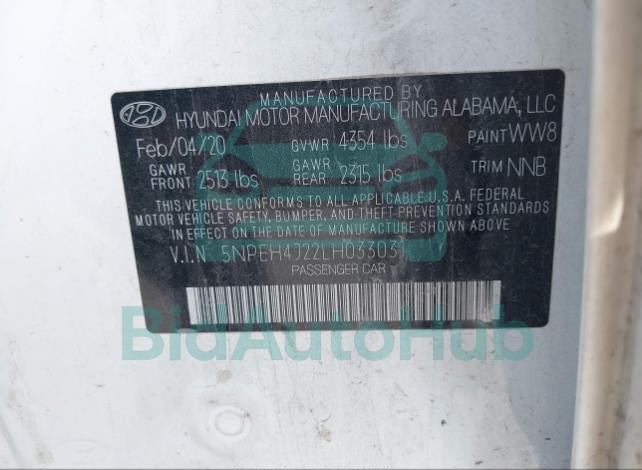 MANUFACTURED BY
HYUNDAI MOTOR MANUFACTURING ALABAMA, LLC
Feb/04/20 GVWR 4354 lbs PAINT WW8
GAWR FRONT 2513 lbs GAWR REAR 2315 lbs TRIM NNB
THIS VEHICLE CONFORMS TO ALL APPLICABLE U.S.A. FEDERAL
MOTOR VEHICLE SAFETY, BUMPER, AND THEFT PREVENTION STANDARDS
IN EFFECT ON THE DATE OF MANUFACTURE SHOWN ABOVE
V.I.N. 5NPEH4J22LH033031
PASSENGER CAR
BidAutoHub